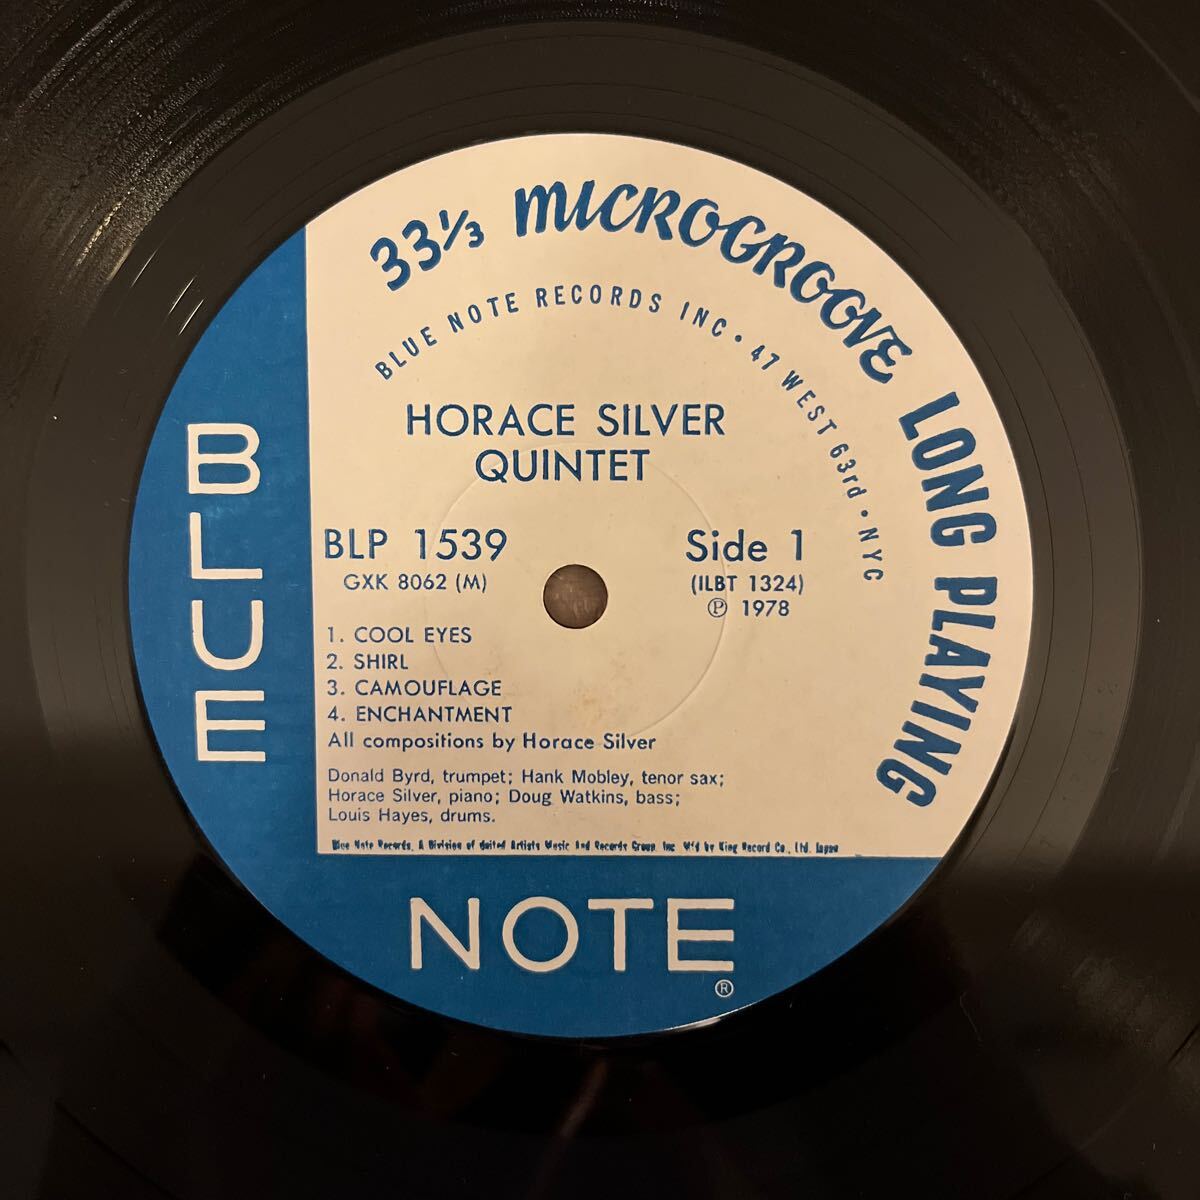 33⅓ MICROGROOVE LONG PLAYING
BLUE NOTE RECORDS INC • 47 WEST 63rd • NYC
HORACE SILVER
QUINTET
BLP 1539
GXK 8062 (M)
Side 1
(ILBT 1324)
Ⓟ 1978
1. COOL EYES
2. SHIRL
3. CAMOUFLAGE
4. ENCHANTMENT
All compositions by Horace Silver
Donald Byrd, trumpet; Hank Mobley, tenor sax;
Horace Silver, piano; Doug Watkins, bass;
Louis Hayes, drums.
Blue Note Records, A Division of United Artists Music And Records Group, Inc. M'f'd by King Record Co., Ltd. Japan
BLUE
NOTE
®